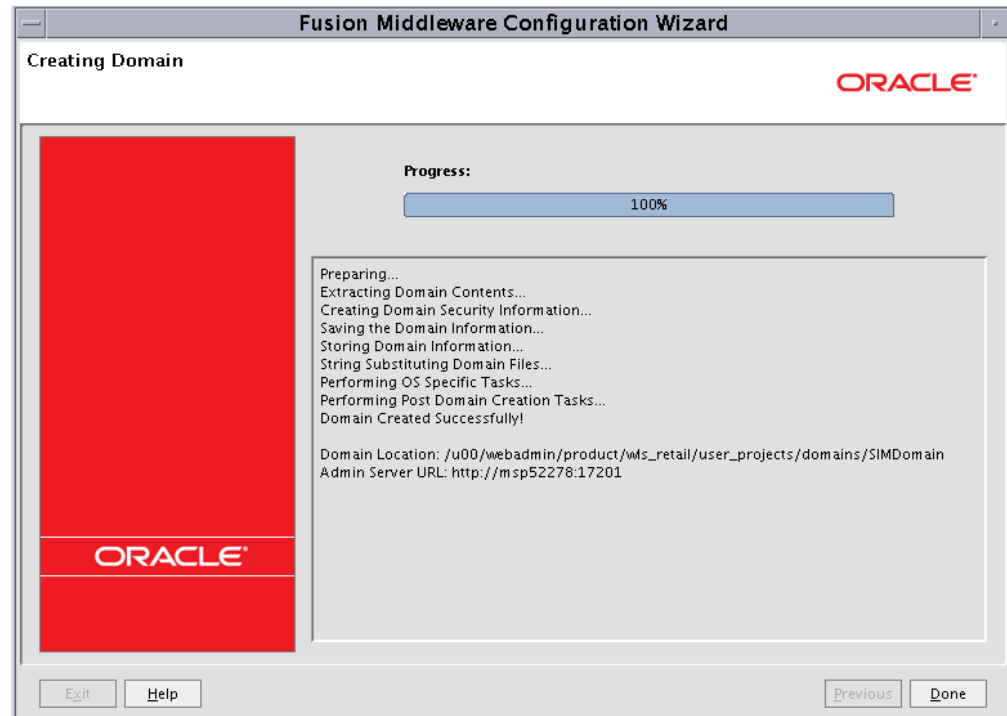 Fusion Middleware Configuration Wizard
Creating Domain
ORACLE®
Progress:
100%
Preparing...
Extracting Domain Contents...
Creating Domain Security Information...
Saving the Domain Information...
Storing Domain Information...
String Substituting Domain Files...
Performing OS Specific Tasks...
Performing Post Domain Creation Tasks...
Domain Created Successfully!
Domain Location: /u00/webadmin/product/wls_retail/user_projects/domains/SIMDomain
Admin Server URL: http://msp52278:17201
ORACLE®
Exit
Help
Previous
Done